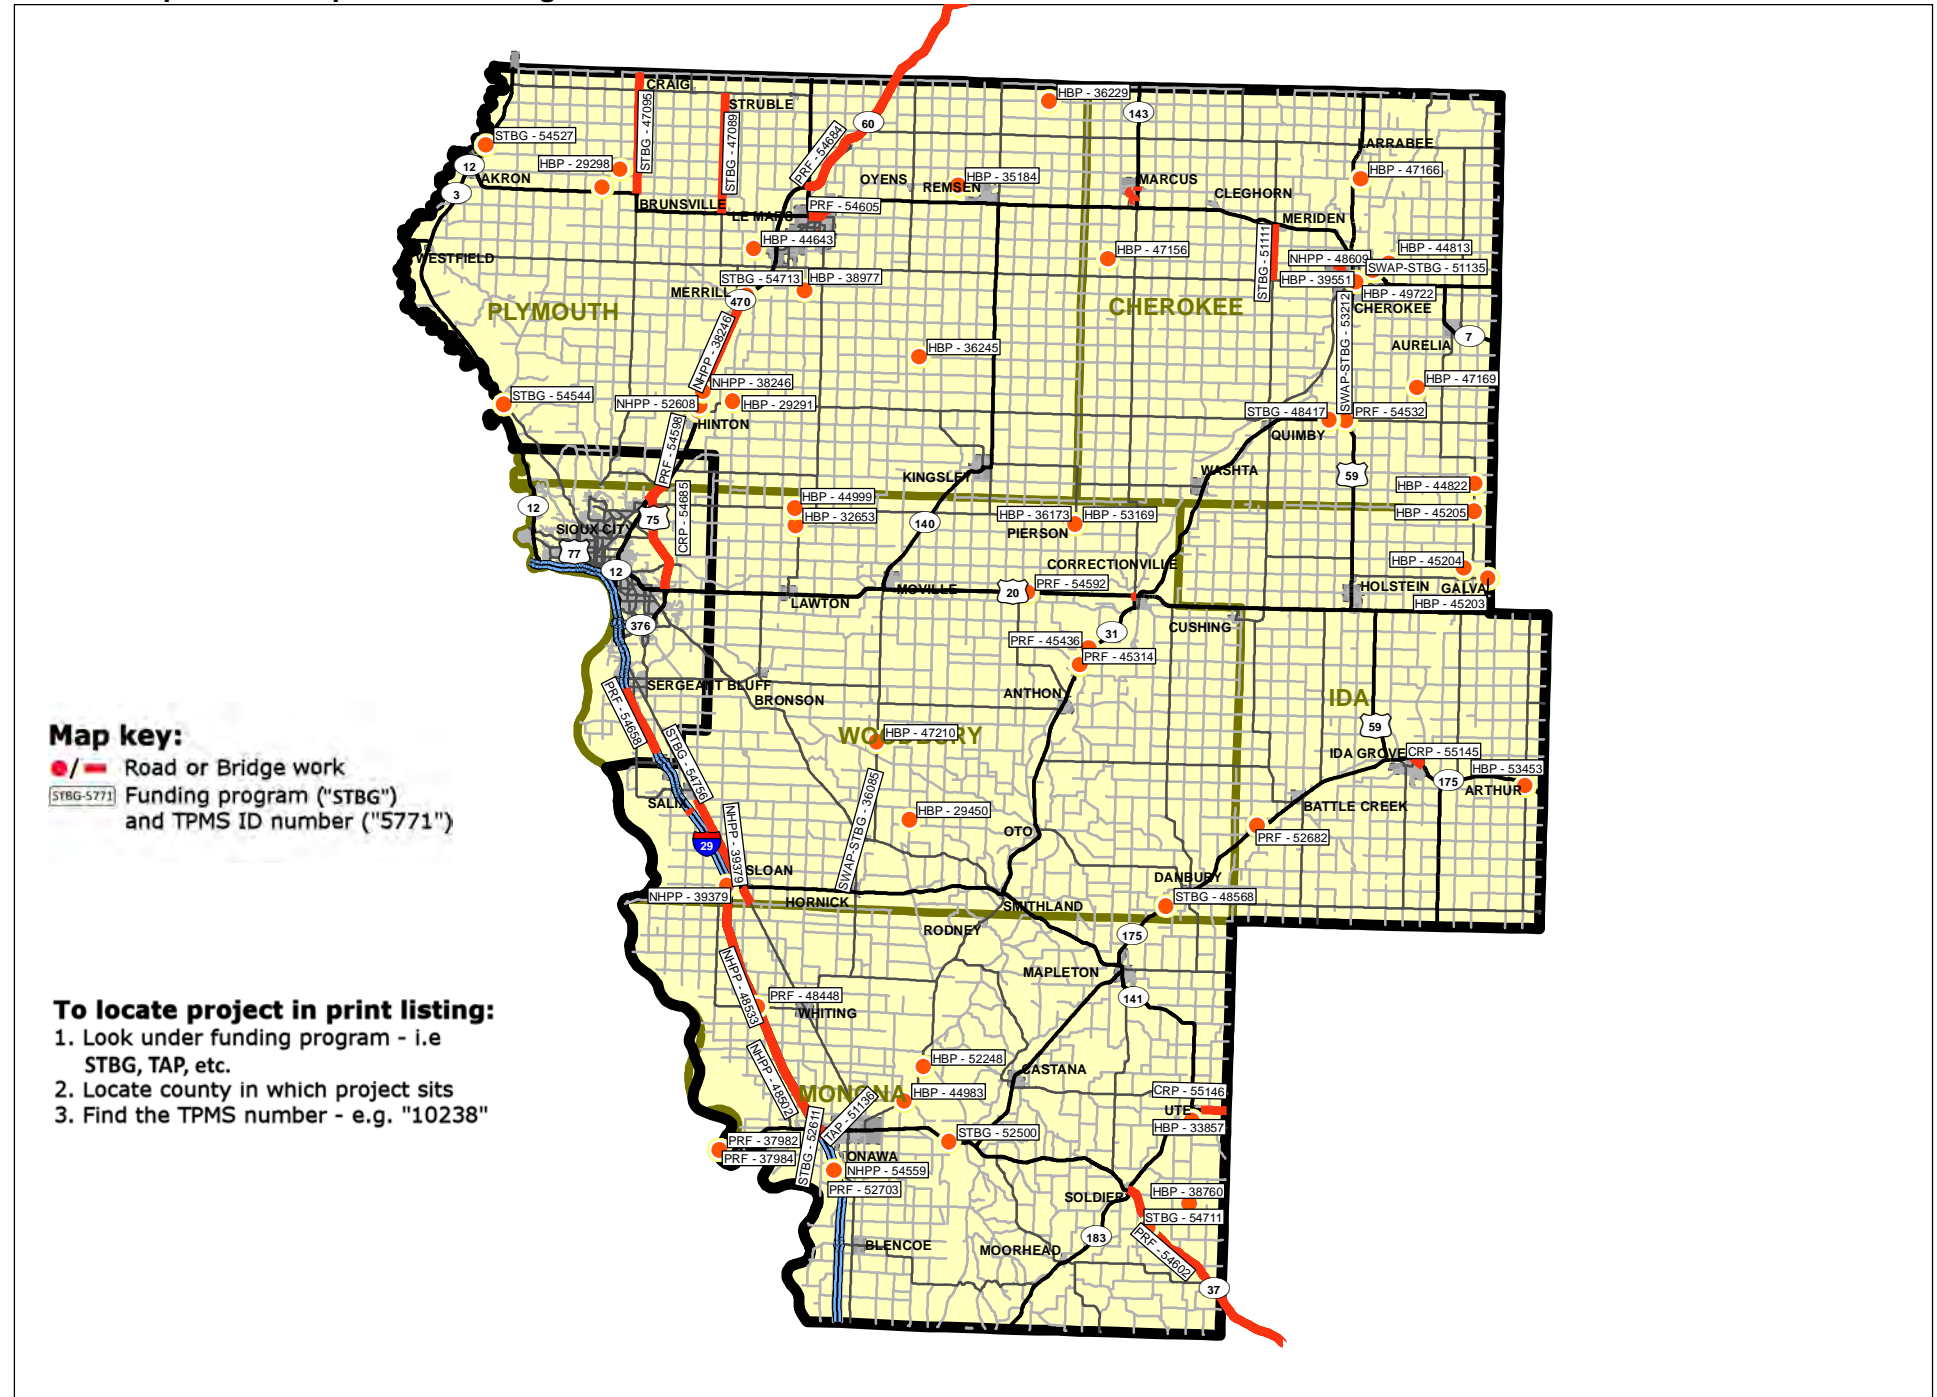 CRAIG
STRUBLE
STBG - 47095
STBG - 47089
60
HBP - 36229
143
STBG - 54527
HBP - 29298
12
AKRON
3
PRF - 54684
OYENS
REMSEN
HBP - 35184
MARCUS
CLEGHORN
LARRABEE
HBP - 47166
BRUNSVILLE
LE MARS
PRF - 54605
MERIDEN
HBP - 44643
HBP - 47156
STBG - 51111
NHPP - 48609
HBP - 44813
SWAP-STBG - 51135
WESTFIELD
STBG - 54713
HBP - 38977
HBP - 39551
HBP - 49722
MERRILL
470
PLYMOUTH
CHEROKEE
CHEROKEE
SWAP-STBG - 53212
AURELIA
7
NHPP - 38246
HBP - 36245
NHPP - 38246
HBP - 47169
STBG - 54544
NHPP - 52608
HBP - 29291
STBG - 48417
PRF - 54532
HINTON
QUIMBY
PRF - 54598
KINGSLEY
WASHTA
59
HBP - 44822
CRP - 54685
HBP - 44999
HBP - 32653
12
75
SIOUX CITY
77
12
140
HBP - 36173
HBP - 53169
PIERSON
HBP - 45205
CORRECTIONVILLE
HBP - 45204
MOVILLE
20
PRF - 54592
HOLSTEIN
GALVA
LAWTON
HBP - 45203
376
31
CUSHING
PRF - 45436
PRF - 45314
SERGEANT BLUFF
BRONSON
ANTHON
IDA
PRF - 54658
STBG - 54756
WOODBURY
HBP - 47210
59
IDA GROVE
CRP - 55145
HBP - 53453
175
ARTHUR
Map key:
Road or Bridge work
STBG-5771
Funding program ("STBG")
and TPMS ID number ("5771")
SALIX
SWAP-STBG - 36085
HBP - 29450
BATTLE CREEK
OTO
PRF - 52682
29
NHPP - 39379
SLOAN
DANBURY
NHPP - 39379
HORNICK
STBG - 48568
SMITHLAND
RODNEY
175
MAPLETON
141
NHPP - 48533
PRF - 48448
WHITING
To locate project in print listing:
1. Look under funding program - i.e
STBG, TAP, etc.
2. Locate county in which project sits
3. Find the TPMS number - e.g. "10238"
NHPP - 48502
HBP - 52248
CASTANA
MONONA
HBP - 44983
CRP - 55146
UTE
HBP - 33857
STBG - 52611
TAP - 51136
STBG - 52500
PRF - 37982
PRF - 37984
ONAWA
NHPP - 54559
PRF - 52703
SOLDIER
HBP - 38760
STBG - 54711
PRF - 54602
183
BLENCOE
MOORHEAD
37